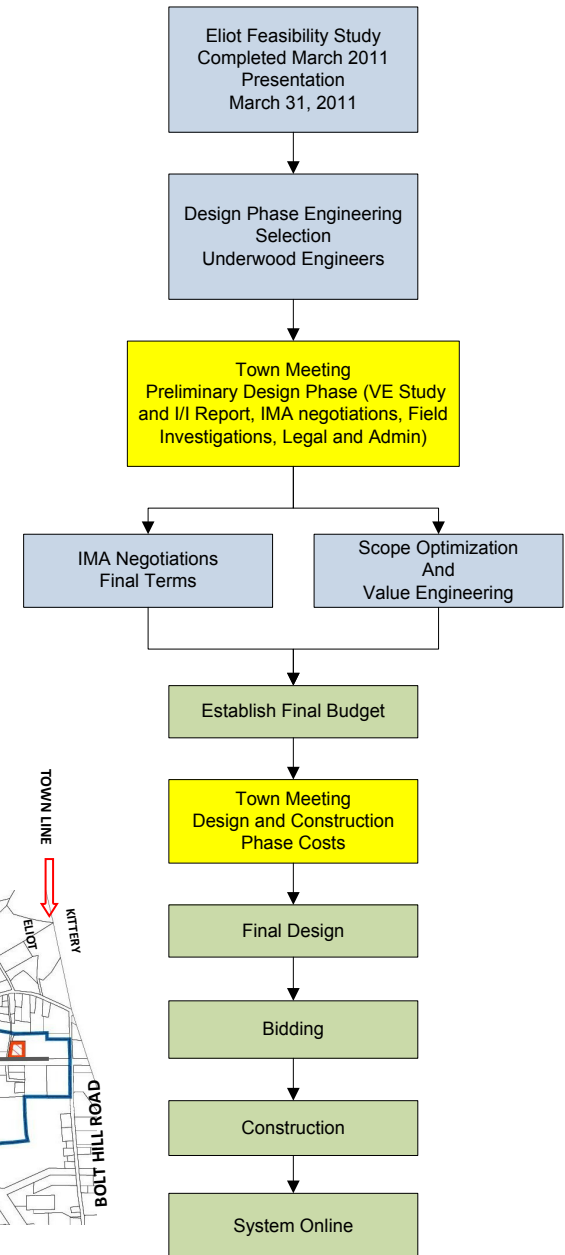 Eliot Feasibility Study
Completed March 2011
Presentation
March 31, 2011
Design Phase Engineering
Selection
Underwood Engineers
Town Meeting
Preliminary Design Phase (VE Study
and I/I Report, IMA negotiations, Field
Investigations, Legal and Admin)
IMA Negotiations
Final Terms
Scope Optimization
And
Value Engineering
Establish Final Budget
Town Meeting
Design and Construction
Phase Costs
Final Design
Bidding
Construction
System Online
TOWN LINE
KITTERY
ELIOT
BOLT HILL ROAD